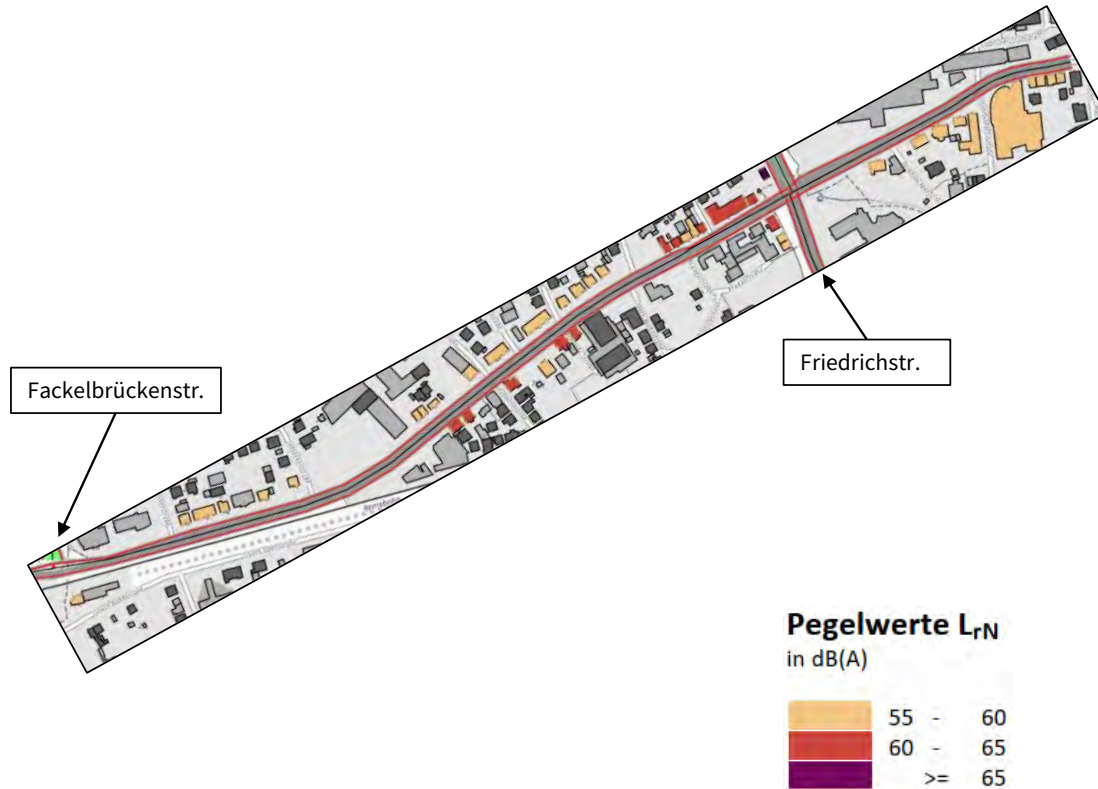 Friedrichstr.
Fackelbrückenstr.
Pegelwerte LrN
in dB(A)
55 - 60
60 - 65
>= 65